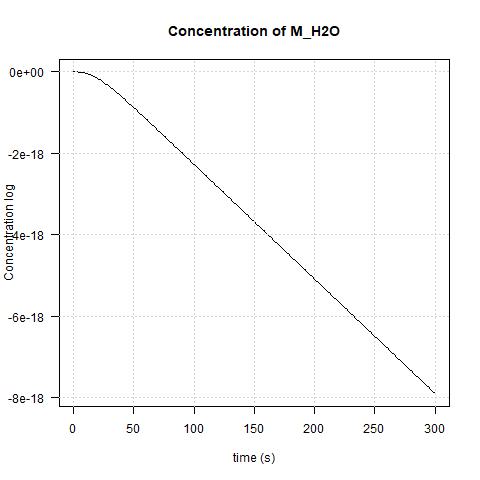 Concentration of M_H2O
Concentration log
0e+00
-2e-18
-4e-18
-6e-18
-8e-18
0 50 100 150 200 250 300
time (s)